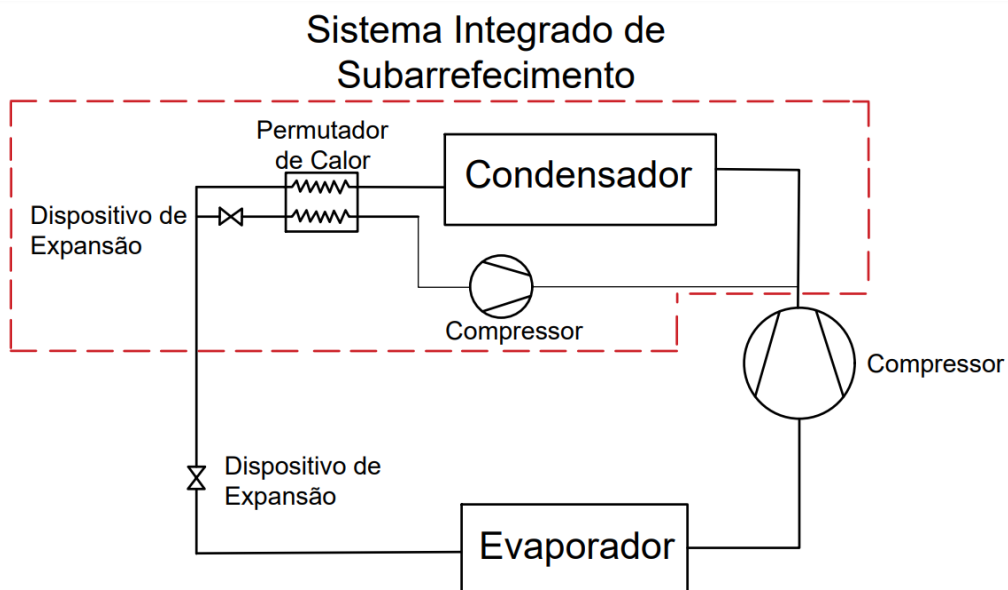 Sistema Integrado de
Subarrefecimento
Permutador
de Calor
Condensador
Dispositivo de
Expansão
Compressor
Compressor
Dispositivo de
Expansão
Evaporador